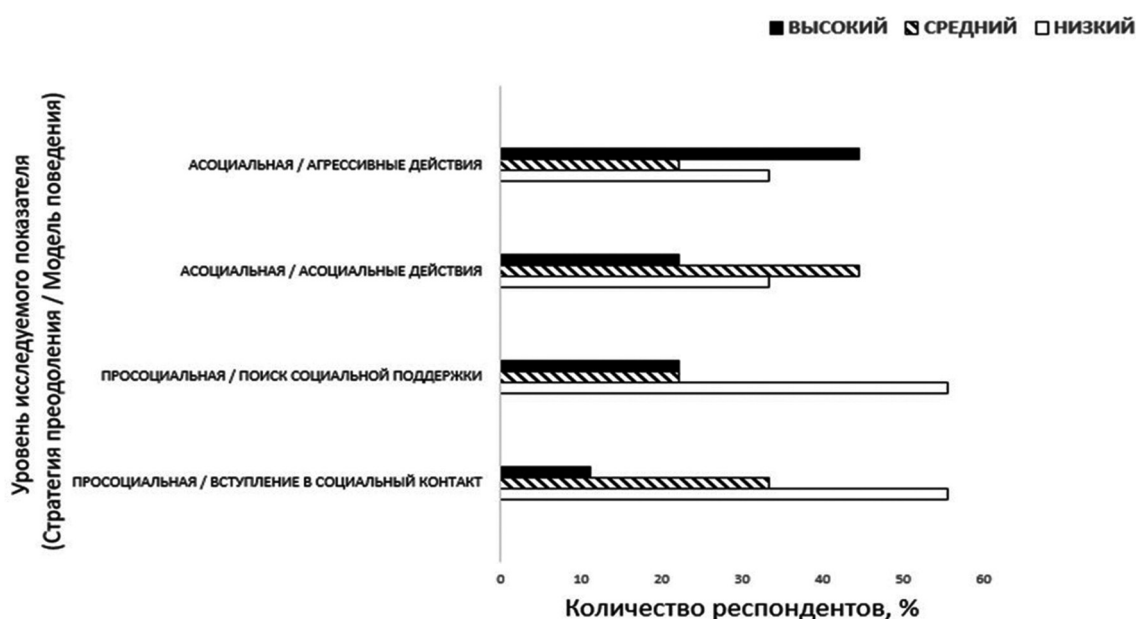 ВЫСОКИЙ СРЕДНИЙ НИЗКИЙ
Уровень исследуемого показателя
(Стратегия преодоления / Модель поведения)
АСОЦИАЛЬНАЯ / АГРЕССИВНЫЕ ДЕЙСТВИЯ
АСОЦИАЛЬНАЯ / АСОЦИАЛЬНЫЕ ДЕЙСТВИЯ
ПРОСОЦИАЛЬНАЯ / ПОИСК СОЦИАЛЬНОЙ ПОДДЕРЖКИ
ПРОСОЦИАЛЬНАЯ / ВСТУПЛЕНИЕ В СОЦИАЛЬНЫЙ КОНТАКТ
0 10 20 30 40 50 60
Количество респондентов, %